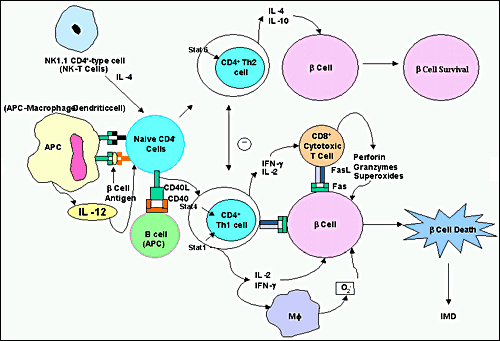 NK1.1 CD4⁺-type cell
(NK-T Cells)
IL -4
(APC-Macrophage/Dendriticcell)
APC
IL -12
β Cell
Antigen
Naive CD4⁻
Cells
CD40L
CD40
B cell
(APC)
Stat 6
CD4⁺ Th2
cell
IL -4
IL -10
β Cell
β Cell Survival
−
IFN-γ
IL -2
CD8⁺
Cytotoxic
T Cell
FasL
Fas
Perforin
Granzymes
Superoxides
Stat4
Stat1
CD4⁺
Th1 cell
β Cell
β Cell Death
IL -2
IFN-γ
Mϕ
O₂⁻
IMD